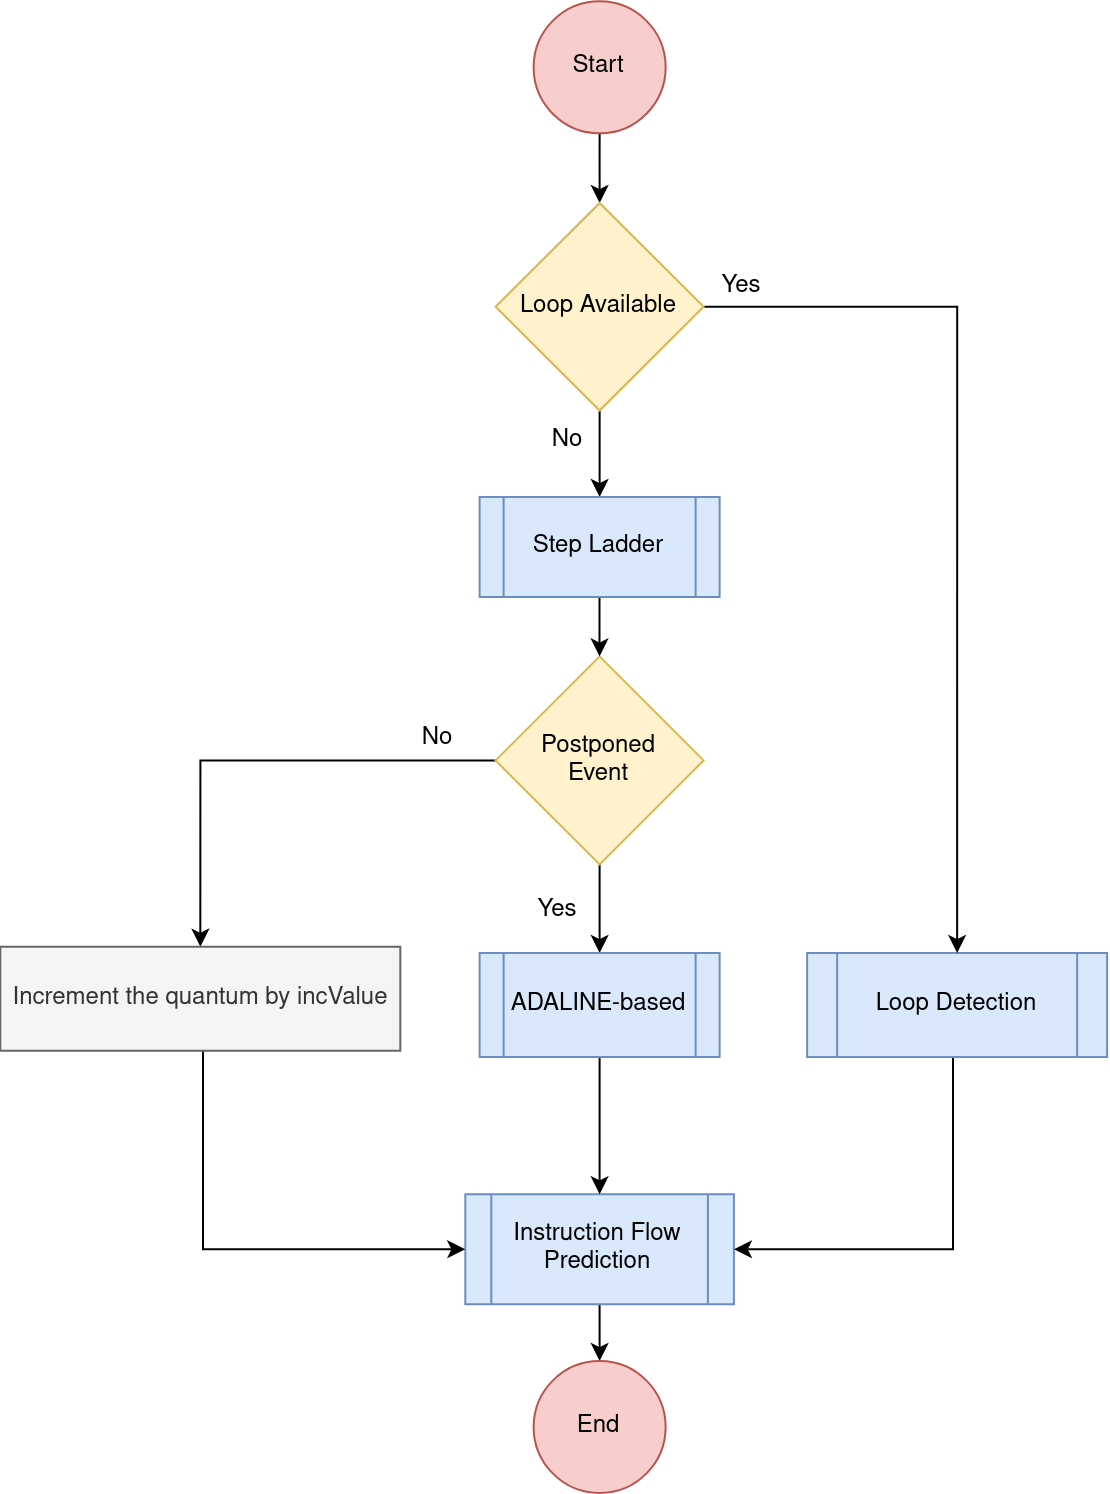 Start
Loop Available
Yes
No
Step Ladder
No
Postponed
Event
Yes
Increment the quantum by incValue
ADALINE-based
Loop Detection
Instruction Flow
Prediction
End